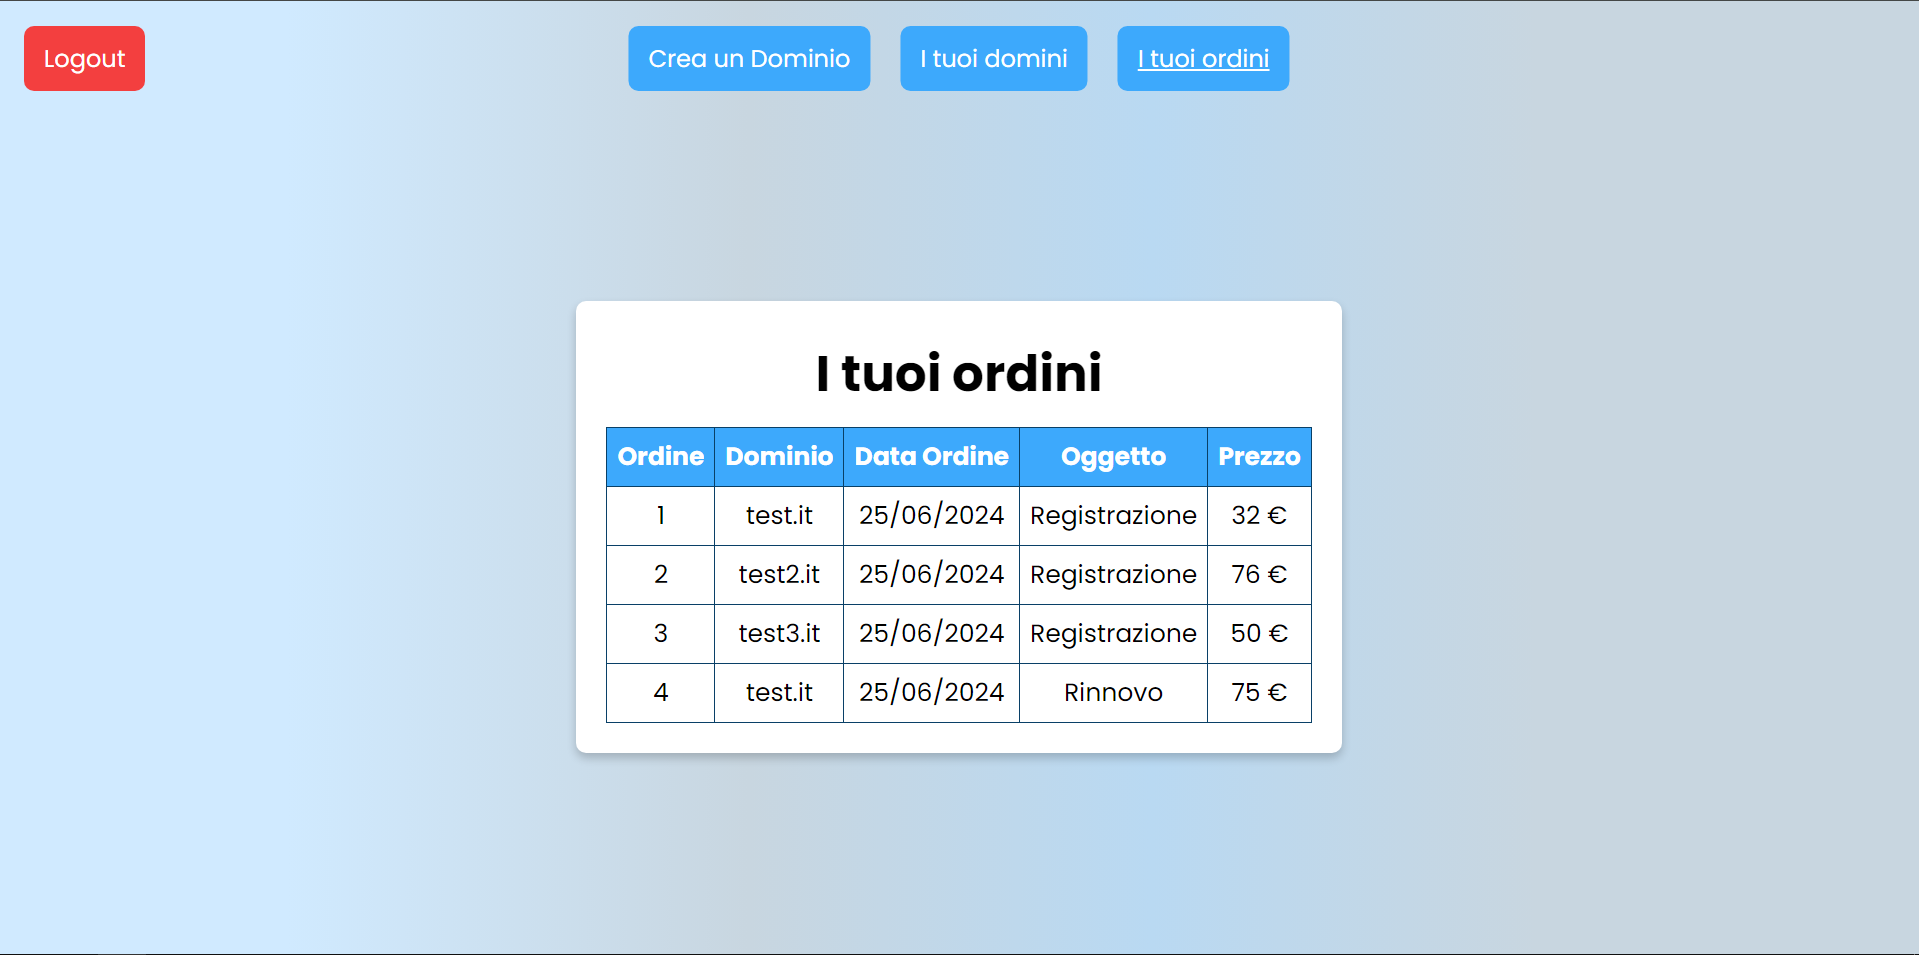 Logout
Crea un Dominio
I tuoi domini
I tuoi ordini
I tuoi ordini
Ordine Dominio Data Ordine Oggetto Prezzo
1 test.it 25/06/2024 Registrazione 32 €
2 test2.it 25/06/2024 Registrazione 76 €
3 test3.it 25/06/2024 Registrazione 50 €
4 test.it 25/06/2024 Rinnovo 75 €